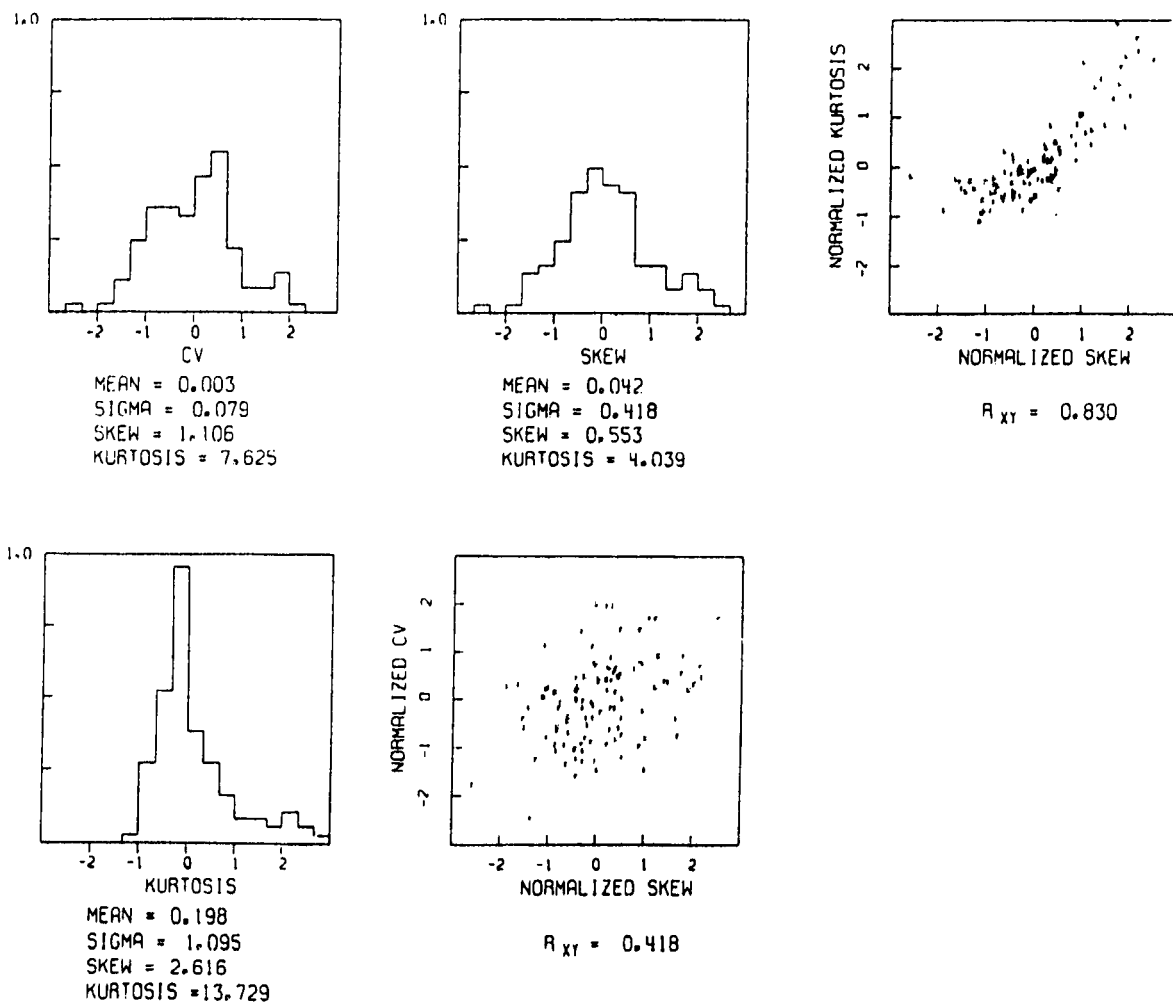 1.0
-2 -1 0 1 2
CV
MEAN = 0.003
SIGMA = 0.079
SKEW = 1.106
KURTOSIS = 7.625
-2 -1 0 1 2
SKEW
MEAN = 0.042
SIGMA = 0.418
SKEW = 0.553
KURTOSIS = 4.039
NORMALIZED KURTOSIS
2
1
0
-1
-2
-2 -1 0 1 2
NORMALIZED SKEW
R XY = 0.830
1.0
-2 -1 0 1 2
KURTOSIS
MEAN = 0.198
SIGMA = 1.095
SKEW = 2.616
KURTOSIS =13.729
NORMALIZED CV
2
1
0
-1
-2
-2 -1 0 1 2
NORMALIZED SKEW
R XY = 0.418